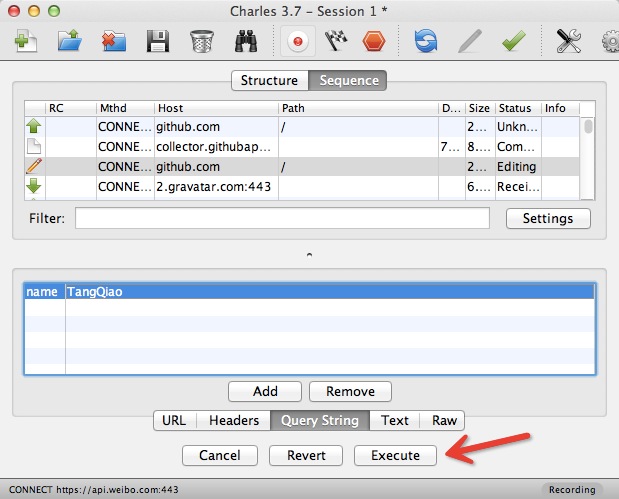 Charles 3.7 – Session 1 *
Structure Sequence
RC Mthd Host Path D... Size Status Info
CONNE... github.com / 2... Unkn...
CONNE... collector.githubap... 7... 8.... Com...
CONNE... github.com / 2... Editing
CONNE... 2.gravatar.com:443 6.... Recei...
Filter: Settings
name TangQiao
Add Remove
URL Headers Query String Text Raw
Cancel Revert Execute
CONNECT https://api.weibo.com:443 Recording